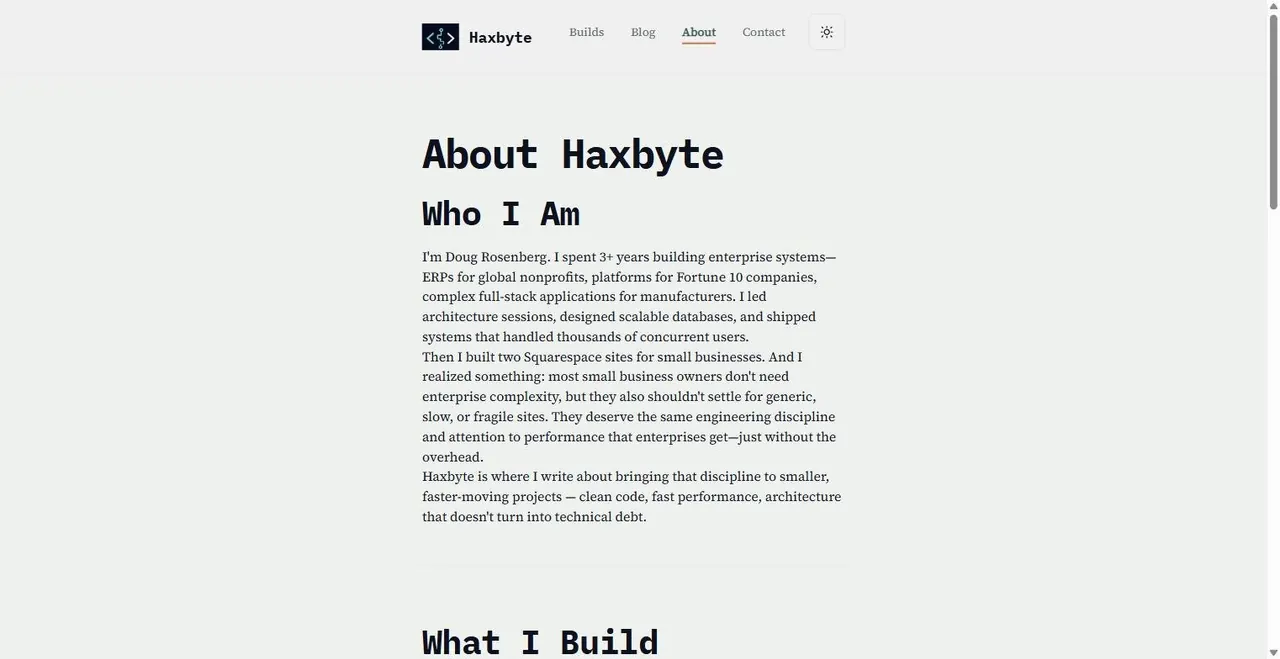 Haxbyte
Builds
Blog
About
Contact
About Haxbyte
Who I Am
I'm Doug Rosenberg. I spent 3+ years building enterprise systems—
ERPs for global nonprofits, platforms for Fortune 10 companies,
complex full-stack applications for manufacturers. I led
architecture sessions, designed scalable databases, and shipped
systems that handled thousands of concurrent users.
Then I built two Squarespace sites for small businesses. And I
realized something: most small business owners don't need
enterprise complexity, but they also shouldn't settle for generic,
slow, or fragile sites. They deserve the same engineering discipline
and attention to performance that enterprises get—just without the
overhead.
Haxbyte is where I write about bringing that discipline to smaller,
faster-moving projects — clean code, fast performance, architecture
that doesn't turn into technical debt.
What I Build